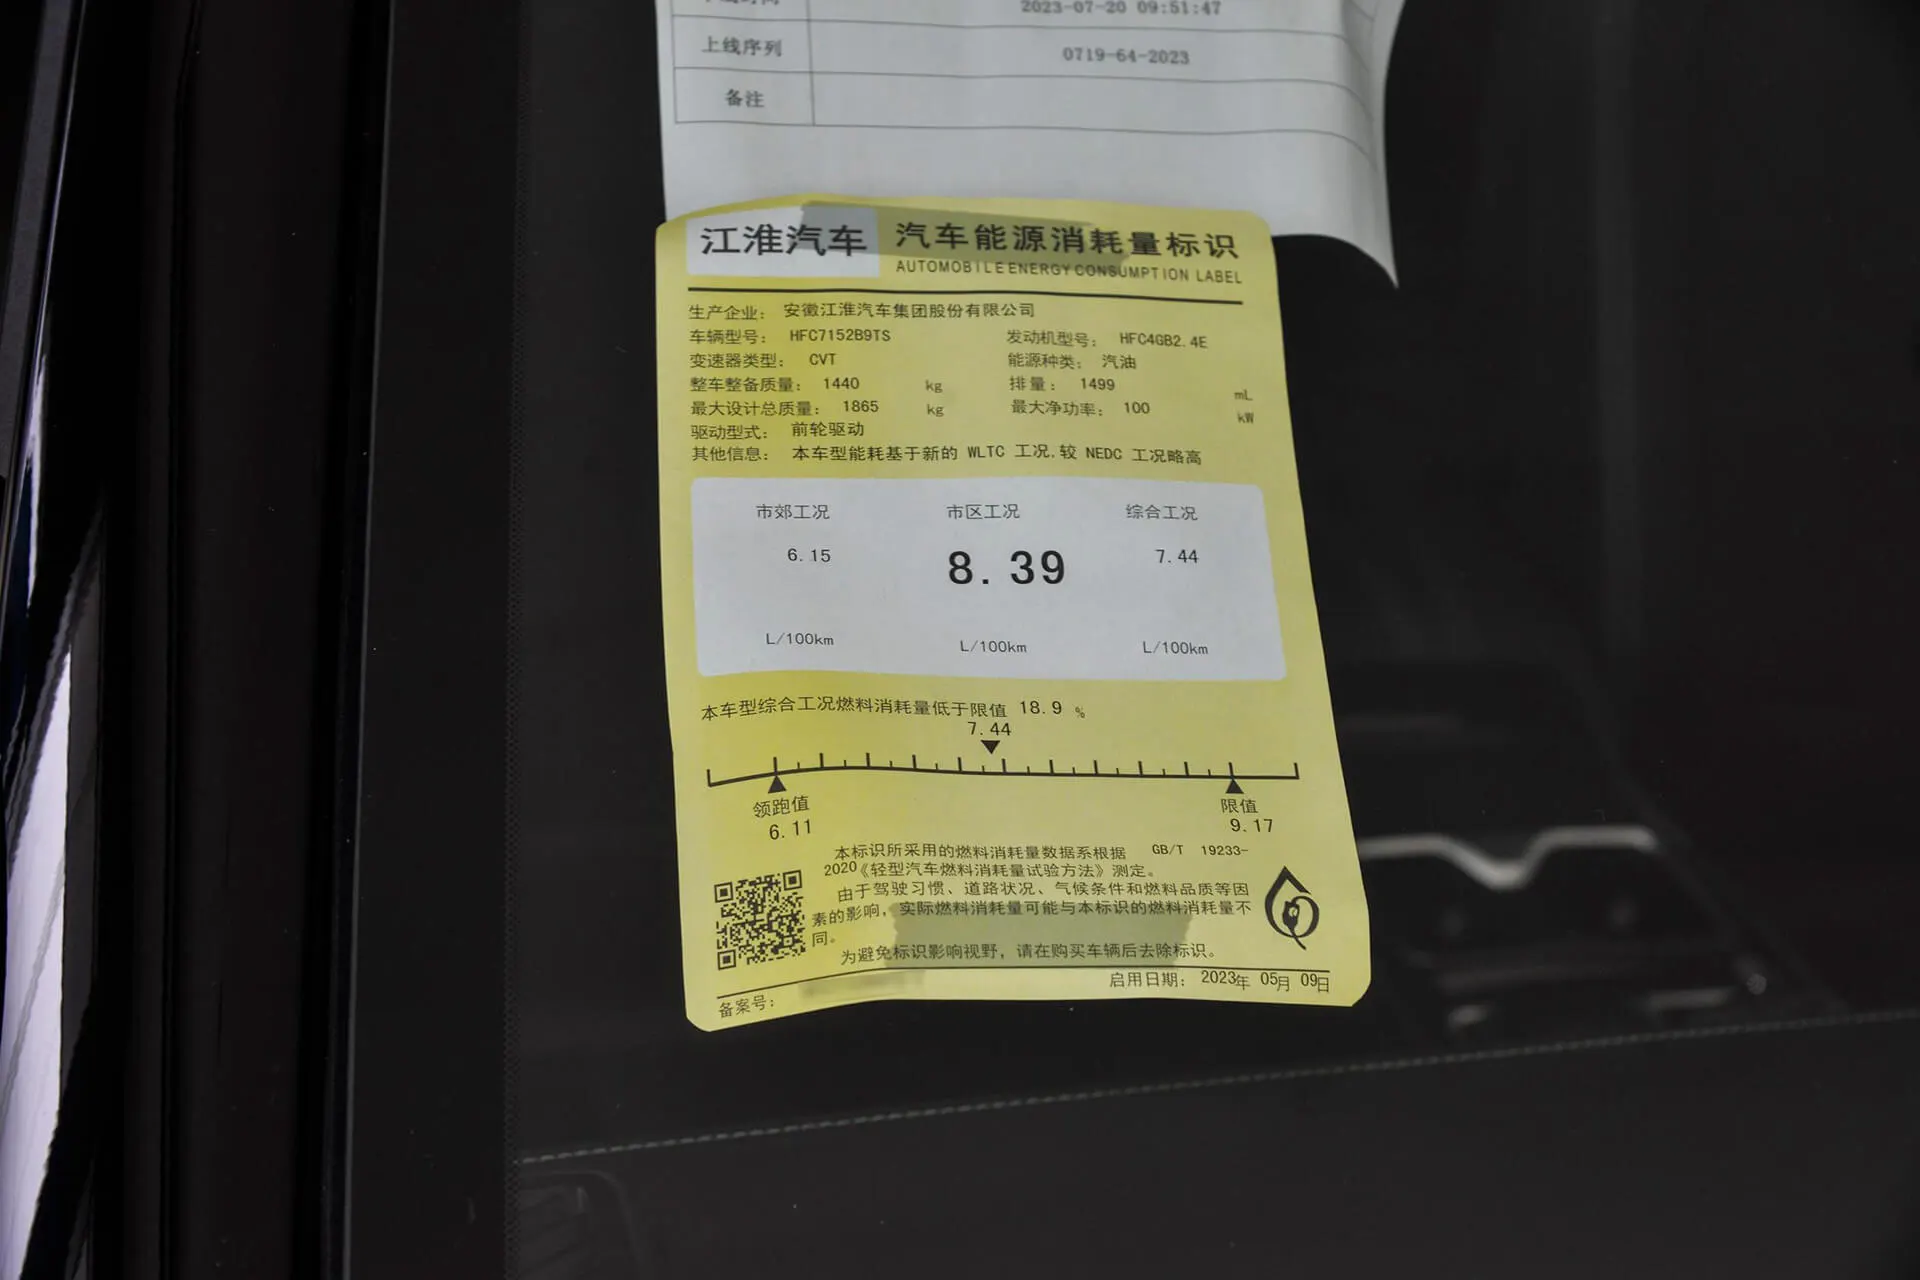 2023-07-20 09:51:47
上线序列 0719-64-2023
备注
江淮汽车 汽车能源消耗量标识
AUTOMOBILE ENERGY CONSUMPTION LABEL
生产企业: 安徽江淮汽车集团股份有限公司
车辆型号: HFC7152B9TS 发动机型号: HFC4GB2.4E
变速器类型: CVT 能源种类: 汽油
整车整备质量: 1440 kg 排量: 1499 mL
最大设计总质量: 1865 kg 最大净功率: 100 kW
驱动型式: 前轮驱动
其他信息: 本车型能耗基于新的 WLTC 工况,较 NEDC 工况略高
市郊工况 市区工况 综合工况
6.15 8.39 7.44
L/100km L/100km L/100km
本车型综合工况燃料消耗量低于限值 18.9 %
7.44
领跑值 限值
6.11 9.17
本标识所采用的燃料消耗量数据系根据 GB/T 19233-
2020《轻型汽车燃料消耗量试验方法》测定。
由于驾驶习惯、道路状况、气候条件和燃料品质等因
素的影响,实际燃料消耗量可能与本标识的燃料消耗量不
同。
为避免标识影响视野,请在购买车辆后去除标识。
备案号: 启用日期: 2023年 05月 09日